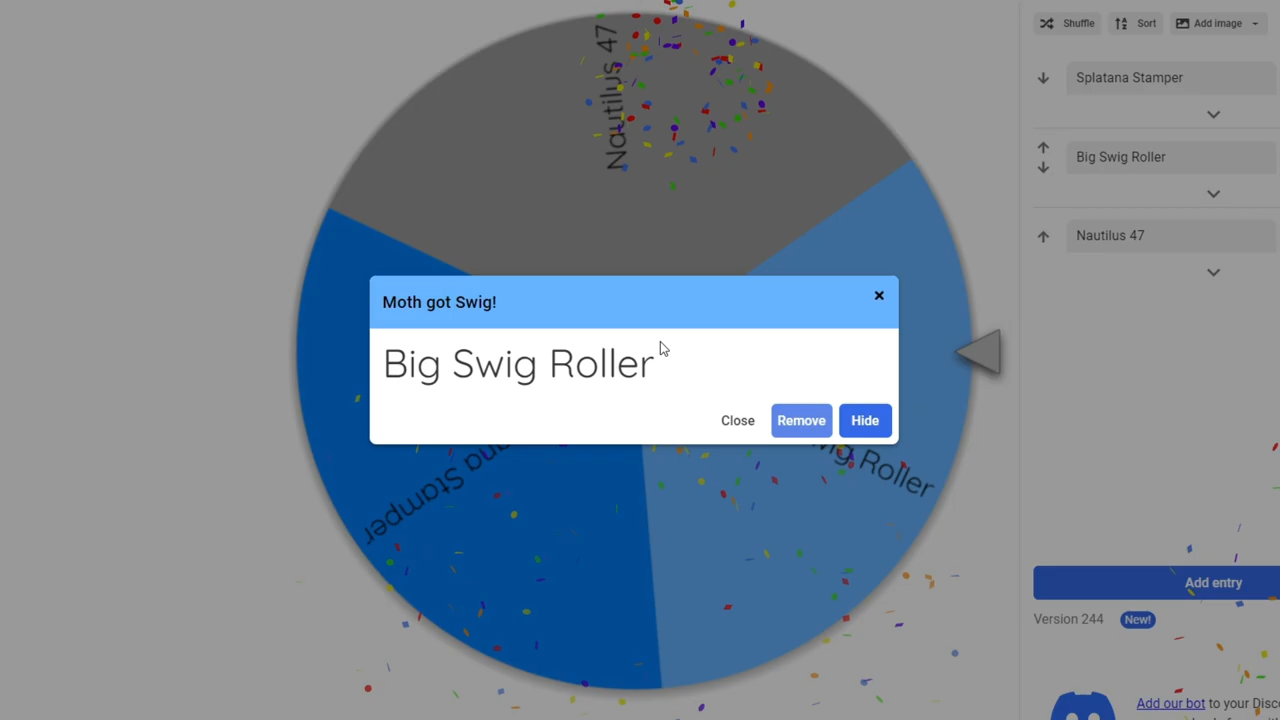 Shuffle
Sort
Add image
Splatana Stamper
Big Swig Roller
Nautilus 47
Nautilus 47
Moth got Swig!
Big Swig Roller
Close
Remove
Hide
Stamper
Roller
Add entry
Version 244
New!
Add our bot to your